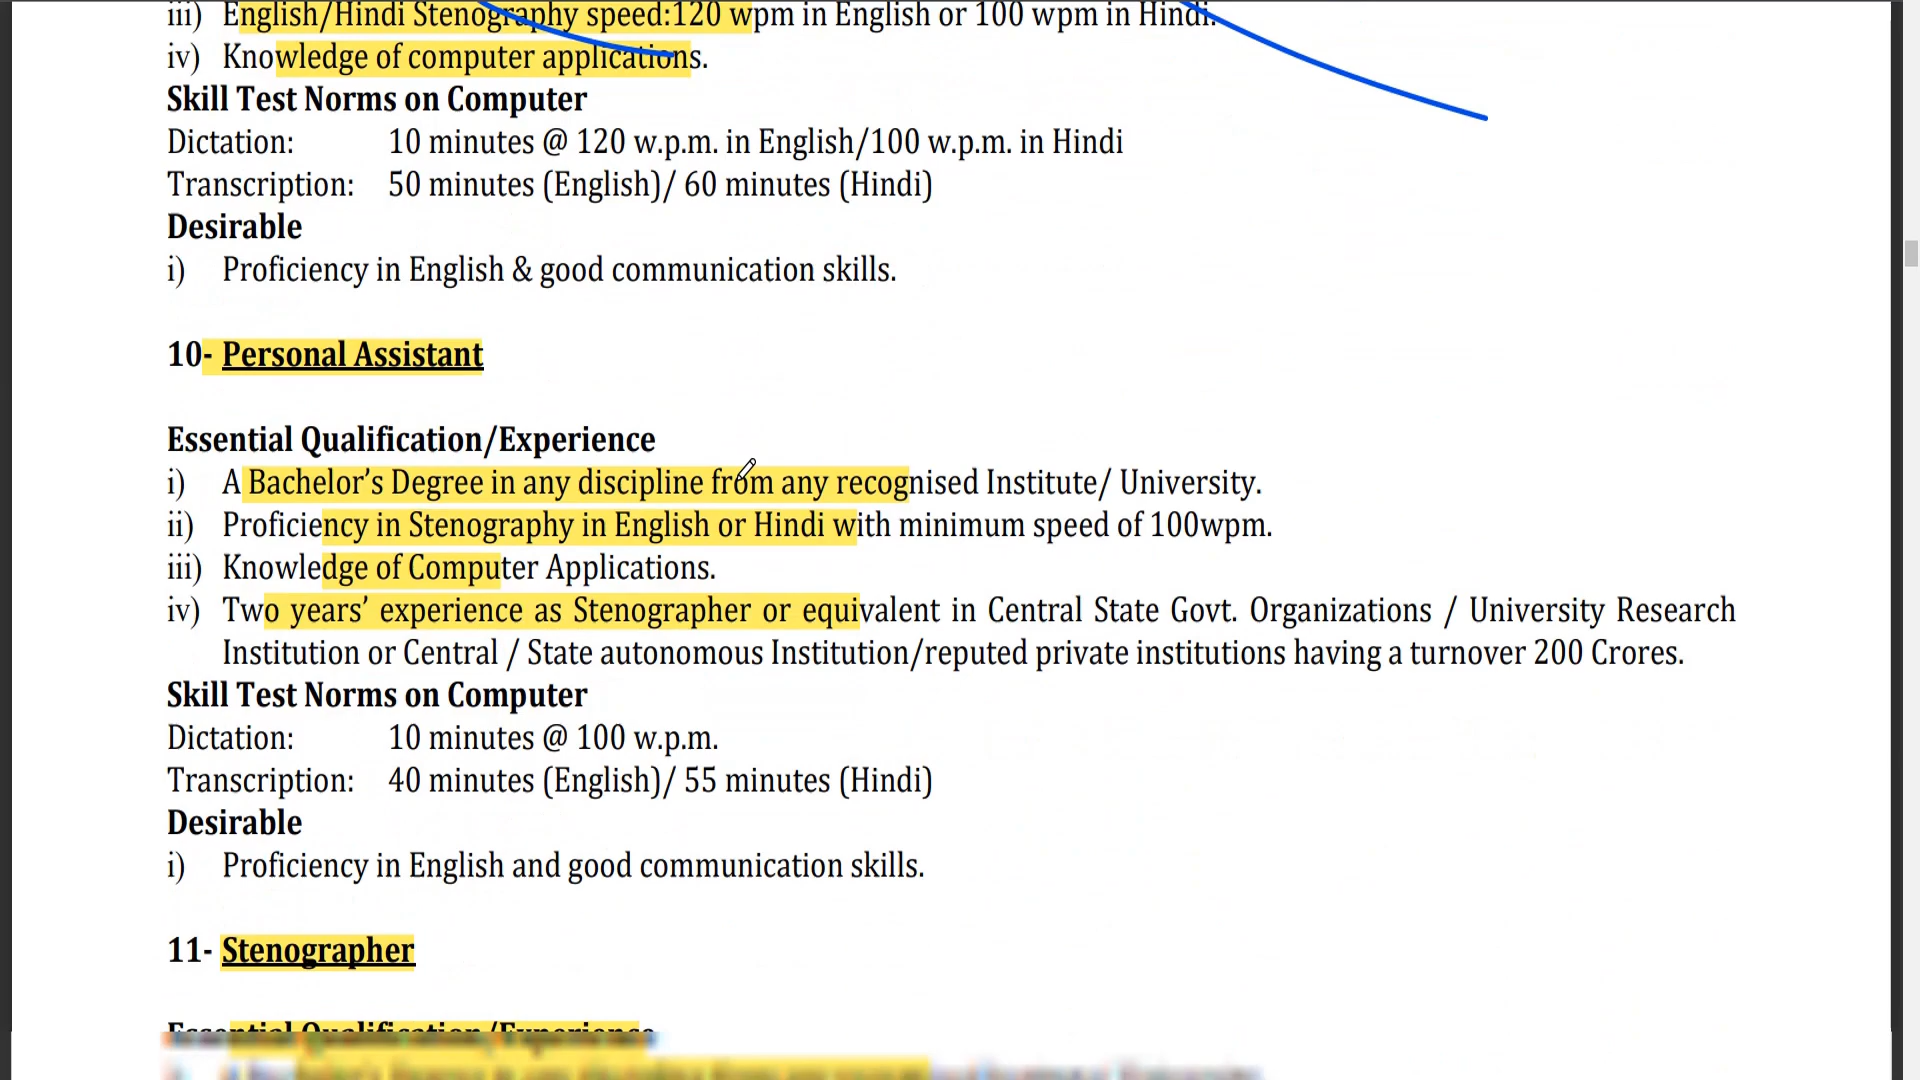 iii) English/Hindi Stenography speed:120 wpm in English or 100 wpm in Hindi.
iv) Knowledge of computer applications.
Skill Test Norms on Computer
Dictation: 10 minutes @ 120 w.p.m. in English/100 w.p.m. in Hindi
Transcription: 50 minutes (English)/ 60 minutes (Hindi)
Desirable
i) Proficiency in English & good communication skills.
10- Personal Assistant
Essential Qualification/Experience
i) A Bachelor’s Degree in any discipline from any recognised Institute/ University.
ii) Proficiency in Stenography in English or Hindi with minimum speed of 100wpm.
iii) Knowledge of Computer Applications.
iv) Two years’ experience as Stenographer or equivalent in Central State Govt. Organizations / University Research
Institution or Central / State autonomous Institution/reputed private institutions having a turnover 200 Crores.
Skill Test Norms on Computer
Dictation: 10 minutes @ 100 w.p.m.
Transcription: 40 minutes (English)/ 55 minutes (Hindi)
Desirable
i) Proficiency in English and good communication skills.
11- Stenographer
Essential Qualification/Experience